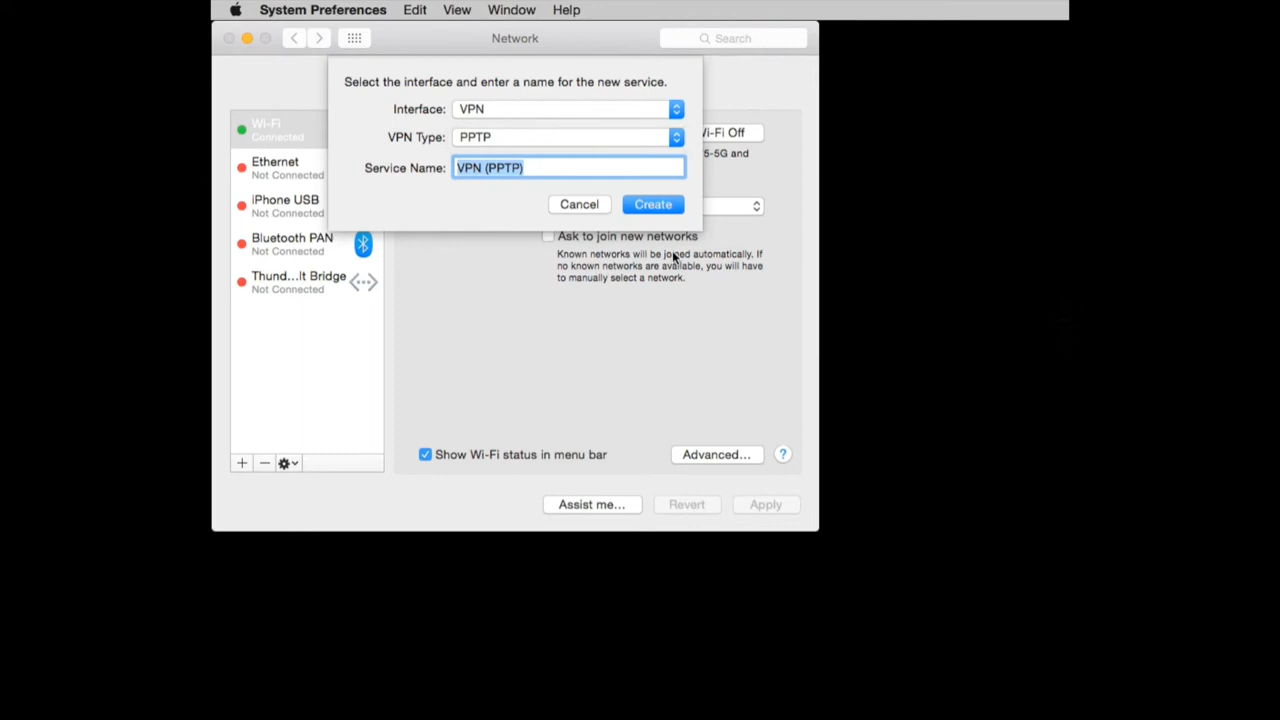 System Preferences Edit View Window Help
Network
Search
Select the interface and enter a name for the new service.
Interface: VPN
VPN Type: PPTP
Service Name: VPN (PPTP)
Cancel Create
Wi-Fi
Connected
Ethernet
Not Connected
iPhone USB
Not Connected
Bluetooth PAN
Not Connected
Thund...lt Bridge
Not Connected
Wi-Fi Off
5-5G and
Ask to join new networks
Known networks will be joined automatically. If
no known networks are available, you will have
to manually select a network.
Show Wi-Fi status in menu bar
Advanced... ?
Assist me... Revert Apply